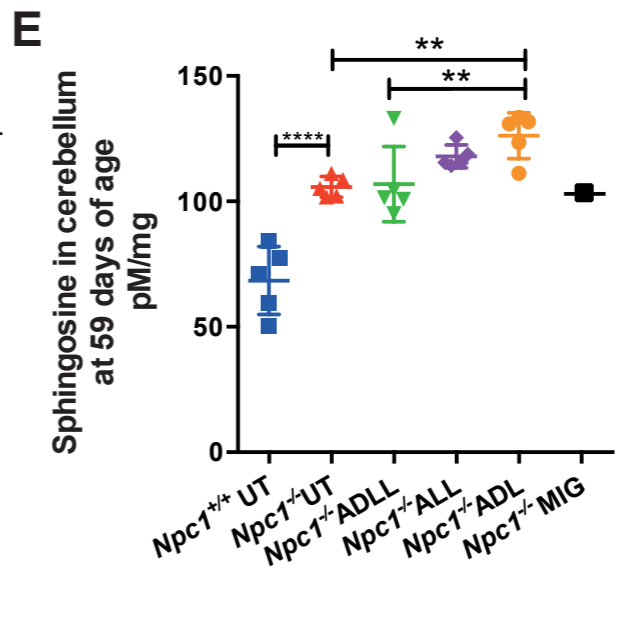 E
**
**
****
150
100
50
0
Sphingosine in cerebellum
at 59 days of age
pM/mg
Npc1+/+ UT
Npc1-/-UT
Npc1-/-ADLL
Npc1-/-ALL
Npc1-/-ADL
Npc1-/- MIG